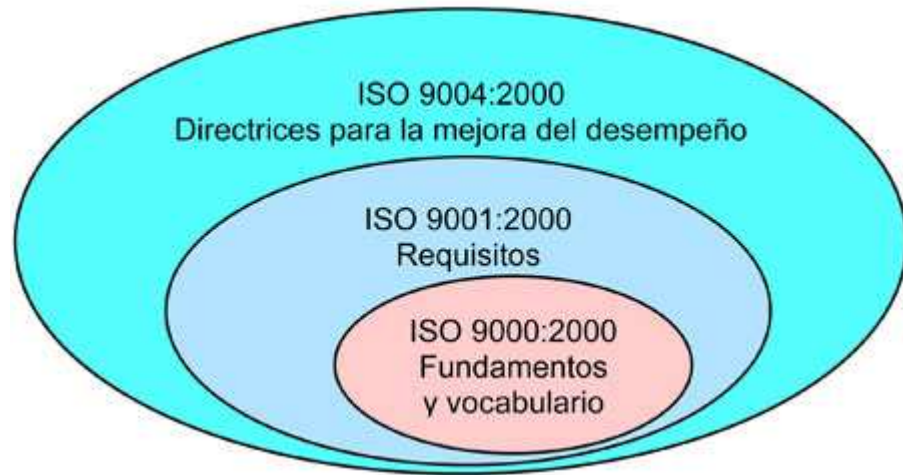 ISO 9004:2000
Directrices para la mejora del desempeño
ISO 9001:2000
Requisitos
ISO 9000:2000
Fundamentos
y vocabulario